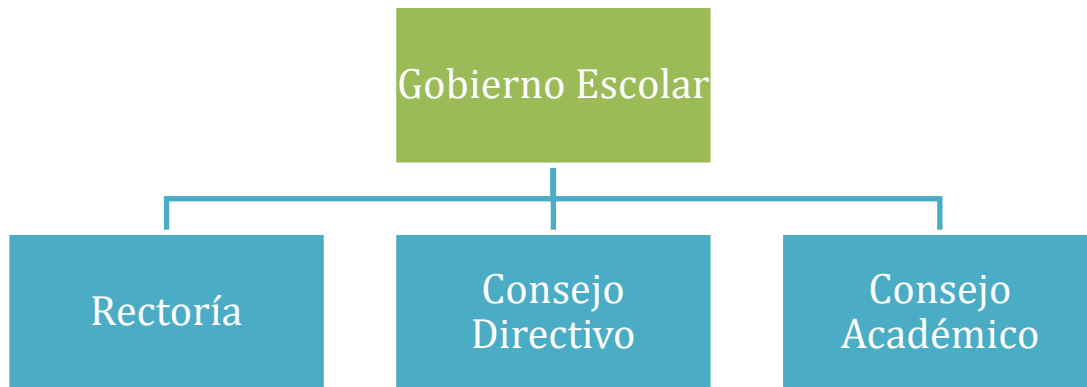 Gobierno Escolar
Rectoría
Consejo
Directivo
Consejo
Académico